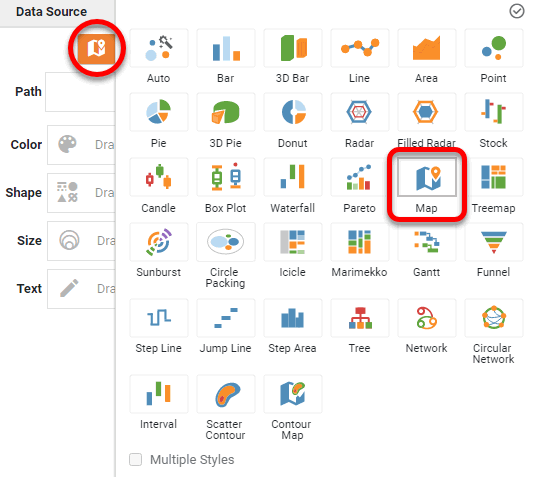 Data Source
Path
Color
Dra
Shape
Dra
Size
Dra
Text
Dra
Auto
Bar
3D Bar
Line
Area
Point
Pie
3D Pie
Donut
Radar
Filled Radar
Stock
Candle
Box Plot
Waterfall
Pareto
Map
Treemap
Sunburst
Circle
Packing
Icicle
Marimekko
Gantt
Funnel
Step Line
Jump Line
Step Area
Tree
Network
Circular
Network
Interval
Scatter
Contour
Contour
Map
Multiple Styles